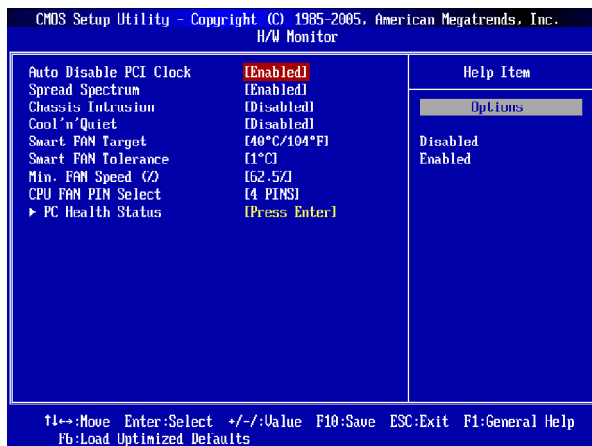 CMOS Setup Utility - Copyright (C) 1985-2005, American Megatrends, Inc.
H/W Monitor
Auto Disable PCI Clock [Enabled]
Spread Spectrum [Enabled]
Chassis Intrusion [Disabled]
Cool'n'Quiet [Disabled]
Smart FAN Target [40°C/104°F]
Smart FAN Tolerance [1°C]
Min. FAN Speed (%) [62.5%]
CPU FAN PIN Select [4 PINS]
► PC Health Status [Press Enter]
Help Item
Options
Disabled
Enabled
↑↓←→:Move Enter:Select +/-/:Value F10:Save ESC:Exit F1:General Help
F6:Load Optimized Defaults